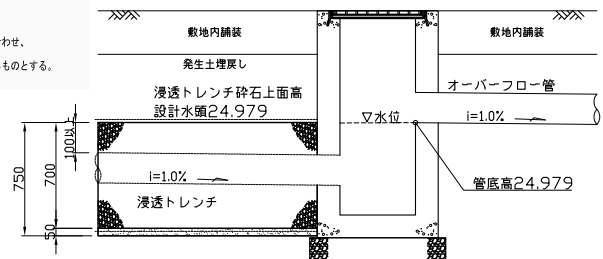 わせ、
ものとする。
敷地内舗装
敷地内舗装
発生土埋戻し
浸透トレンチ砕石上面高
設計水頭24.979
オーバーフロー管
▽水位
i=1.0%
100以上
750
700
50
i=1.0%
浸透トレンチ
管底高24.979